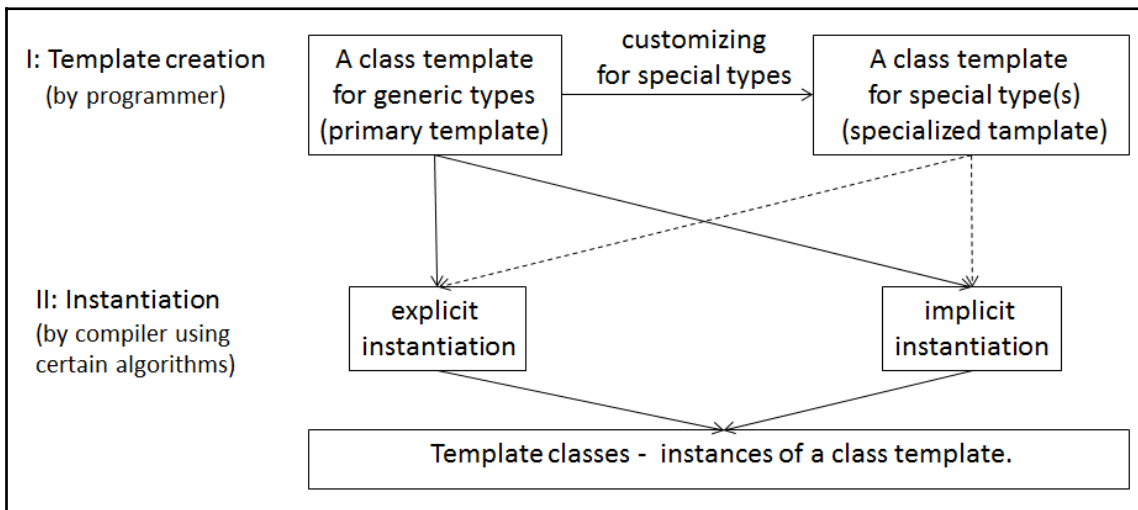 I: Template creation
(by programmer)
A class template
for generic types
(primary template)
customizing
for special types
A class template
for special type(s)
(specialized tamplate)
II: Instantiation
(by compiler using
certain algorithms)
explicit
instantiation
implicit
instantiation
Template classes - instances of a class template.